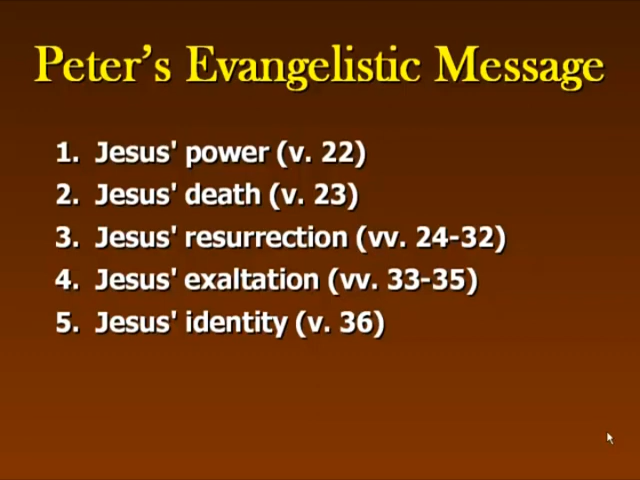 Peter's Evangelistic Message
1. Jesus' power (v. 22)
2. Jesus' death (v. 23)
3. Jesus' resurrection (vv. 24-32)
4. Jesus' exaltation (vv. 33-35)
5. Jesus' identity (v. 36)